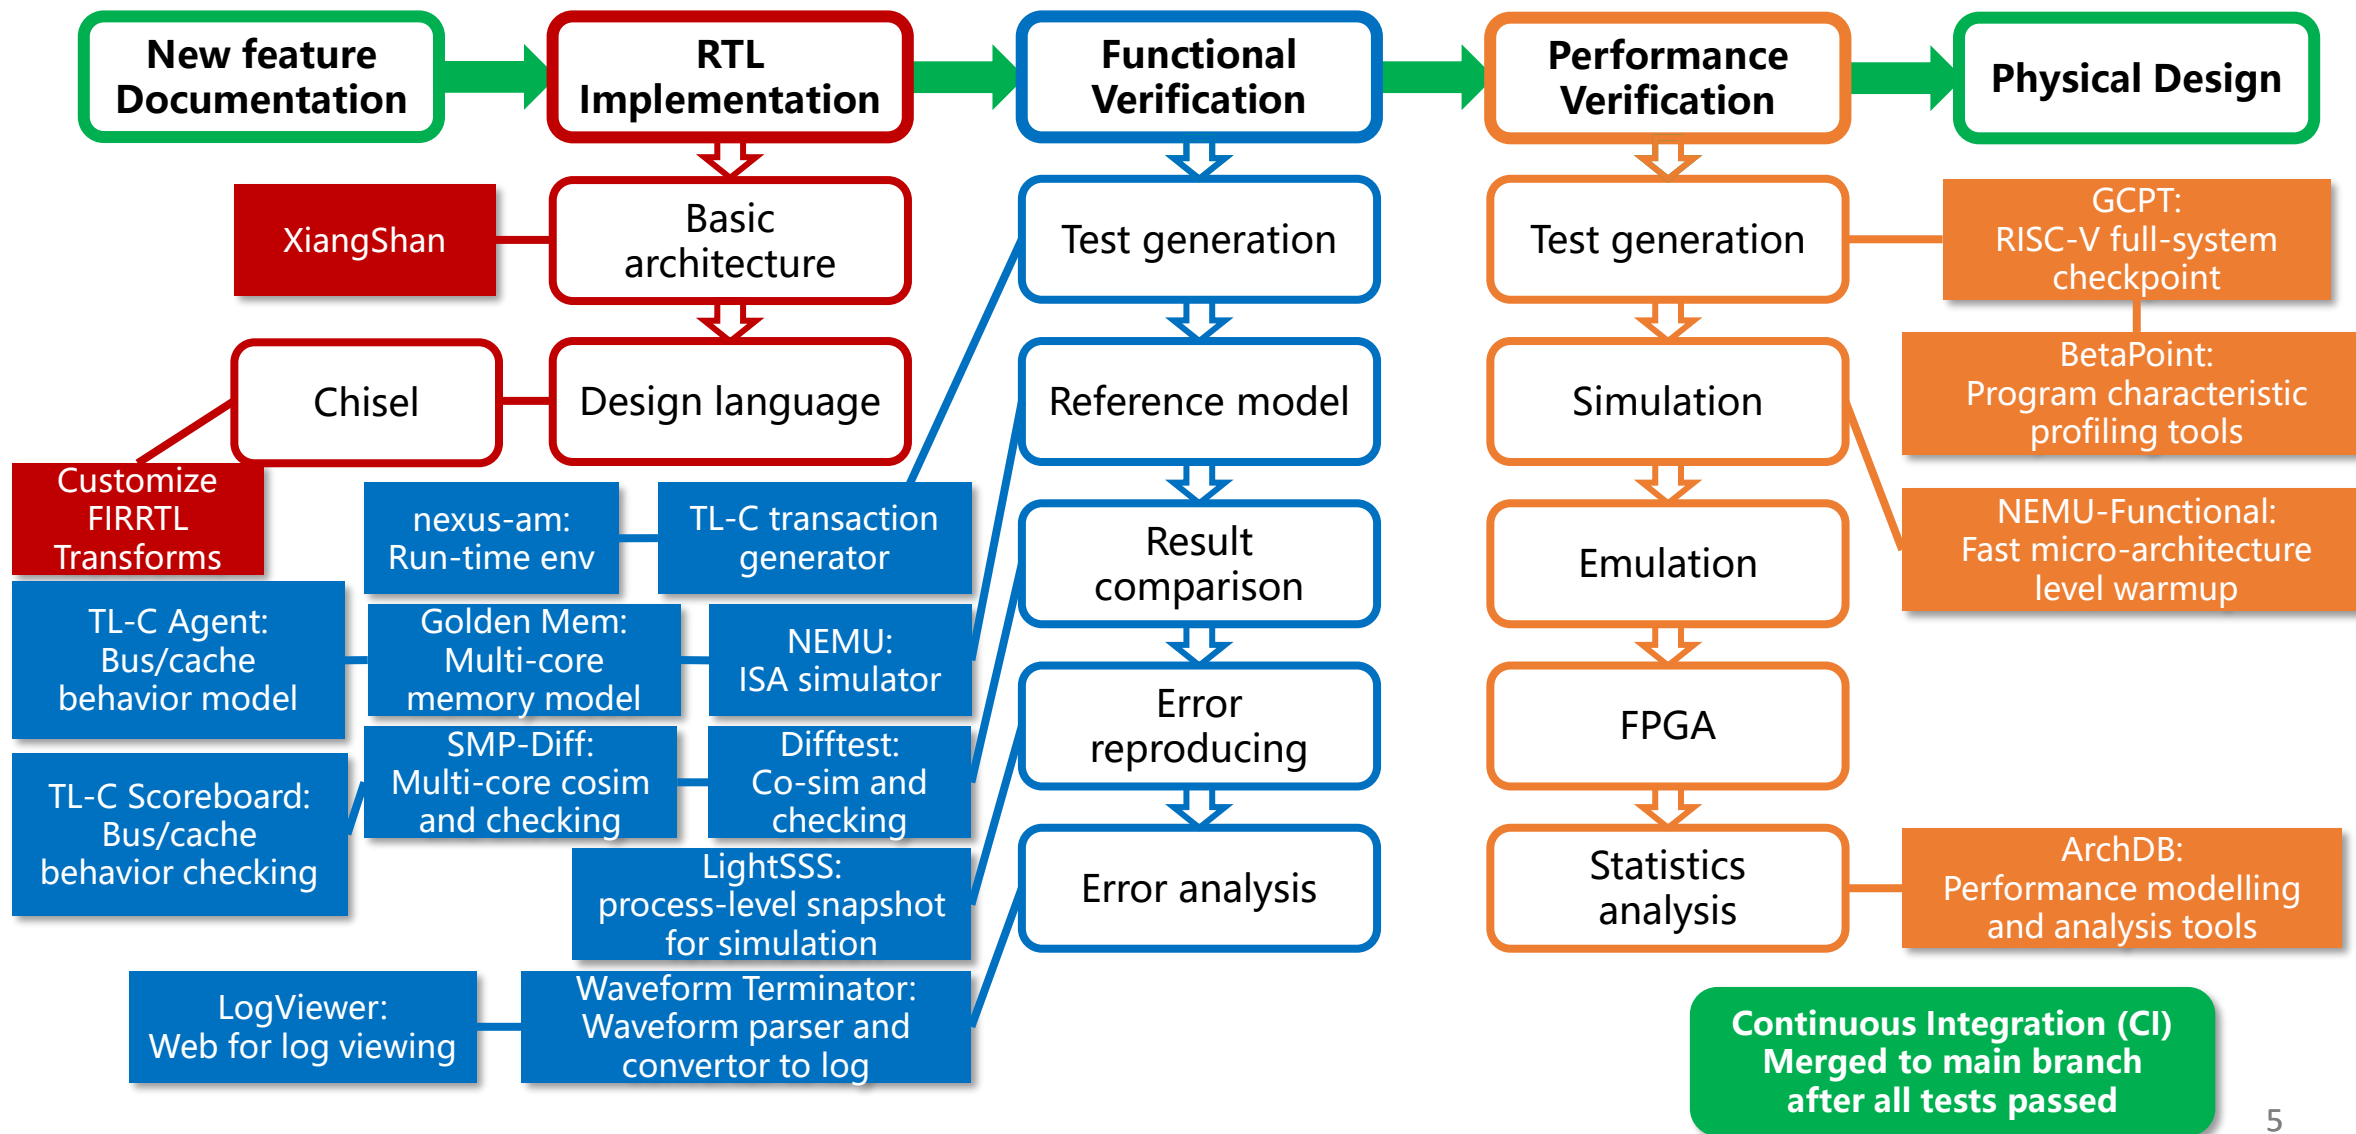 New feature
Documentation
RTL
Implementation
Functional
Verification
Performance
Verification
Physical Design
XiangShan
Basic
architecture
Test generation
Test generation
GCPT:
RISC-V full-system
checkpoint
Chisel
Design language
Reference model
Simulation
BetaPoint:
Program characteristic
profiling tools
Customize
FIRRTL
Transforms
nexus-am:
Run-time env
TL-C transaction
generator
Result
comparison
Emulation
NEMU-Functional:
Fast micro-architecture
level warmup
TL-C Agent:
Bus/cache
behavior model
Golden Mem:
Multi-core
memory model
NEMU:
ISA simulator
Error
reproducing
FPGA
TL-C Scoreboard:
Bus/cache
behavior checking
SMP-Diff:
Multi-core cosim
and checking
Difftest:
Co-sim and
checking
LightSSS:
process-level snapshot
for simulation
Error analysis
Statistics
analysis
ArchDB:
Performance modelling
and analysis tools
LogViewer:
Web for log viewing
Waveform Terminator:
Waveform parser and
convertor to log
Continuous Integration (CI)
Merged to main branch
after all tests passed
5